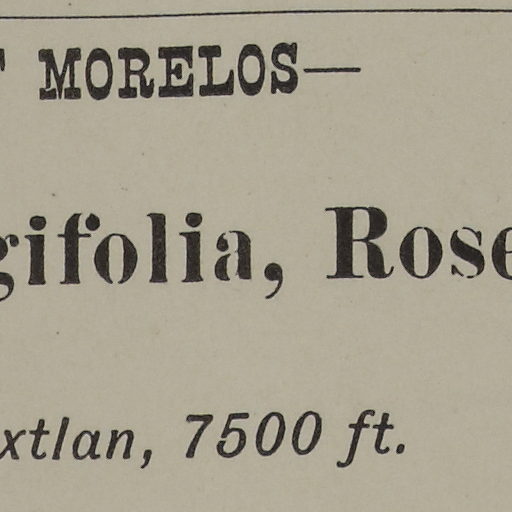 MORELOS—
gifolia, Rose
xtlan, 7500 ft.